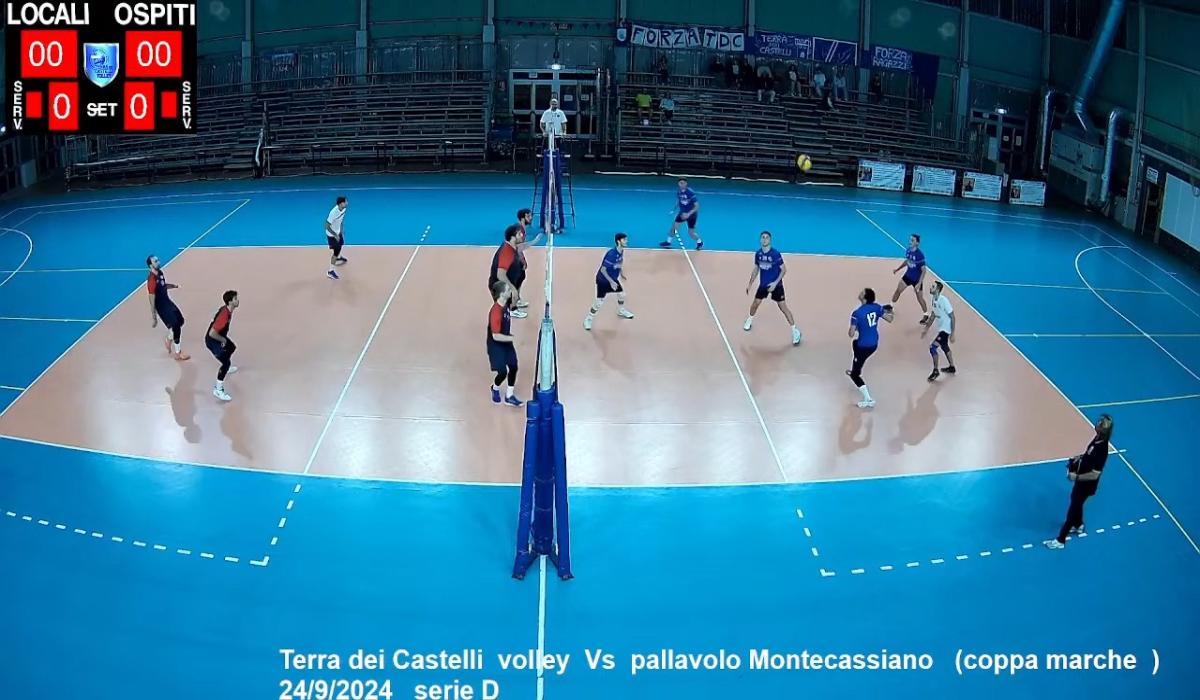 LOCALI OSPITI
00 00
SERV. 0 SET 0 SERV.
FORZA TDC
TERRA DEI
CASTELLI
FORZA
RAGAZZI
12
Terra dei Castelli volley Vs pallavolo Montecassiano (coppa marche )
24/9/2024 serie D